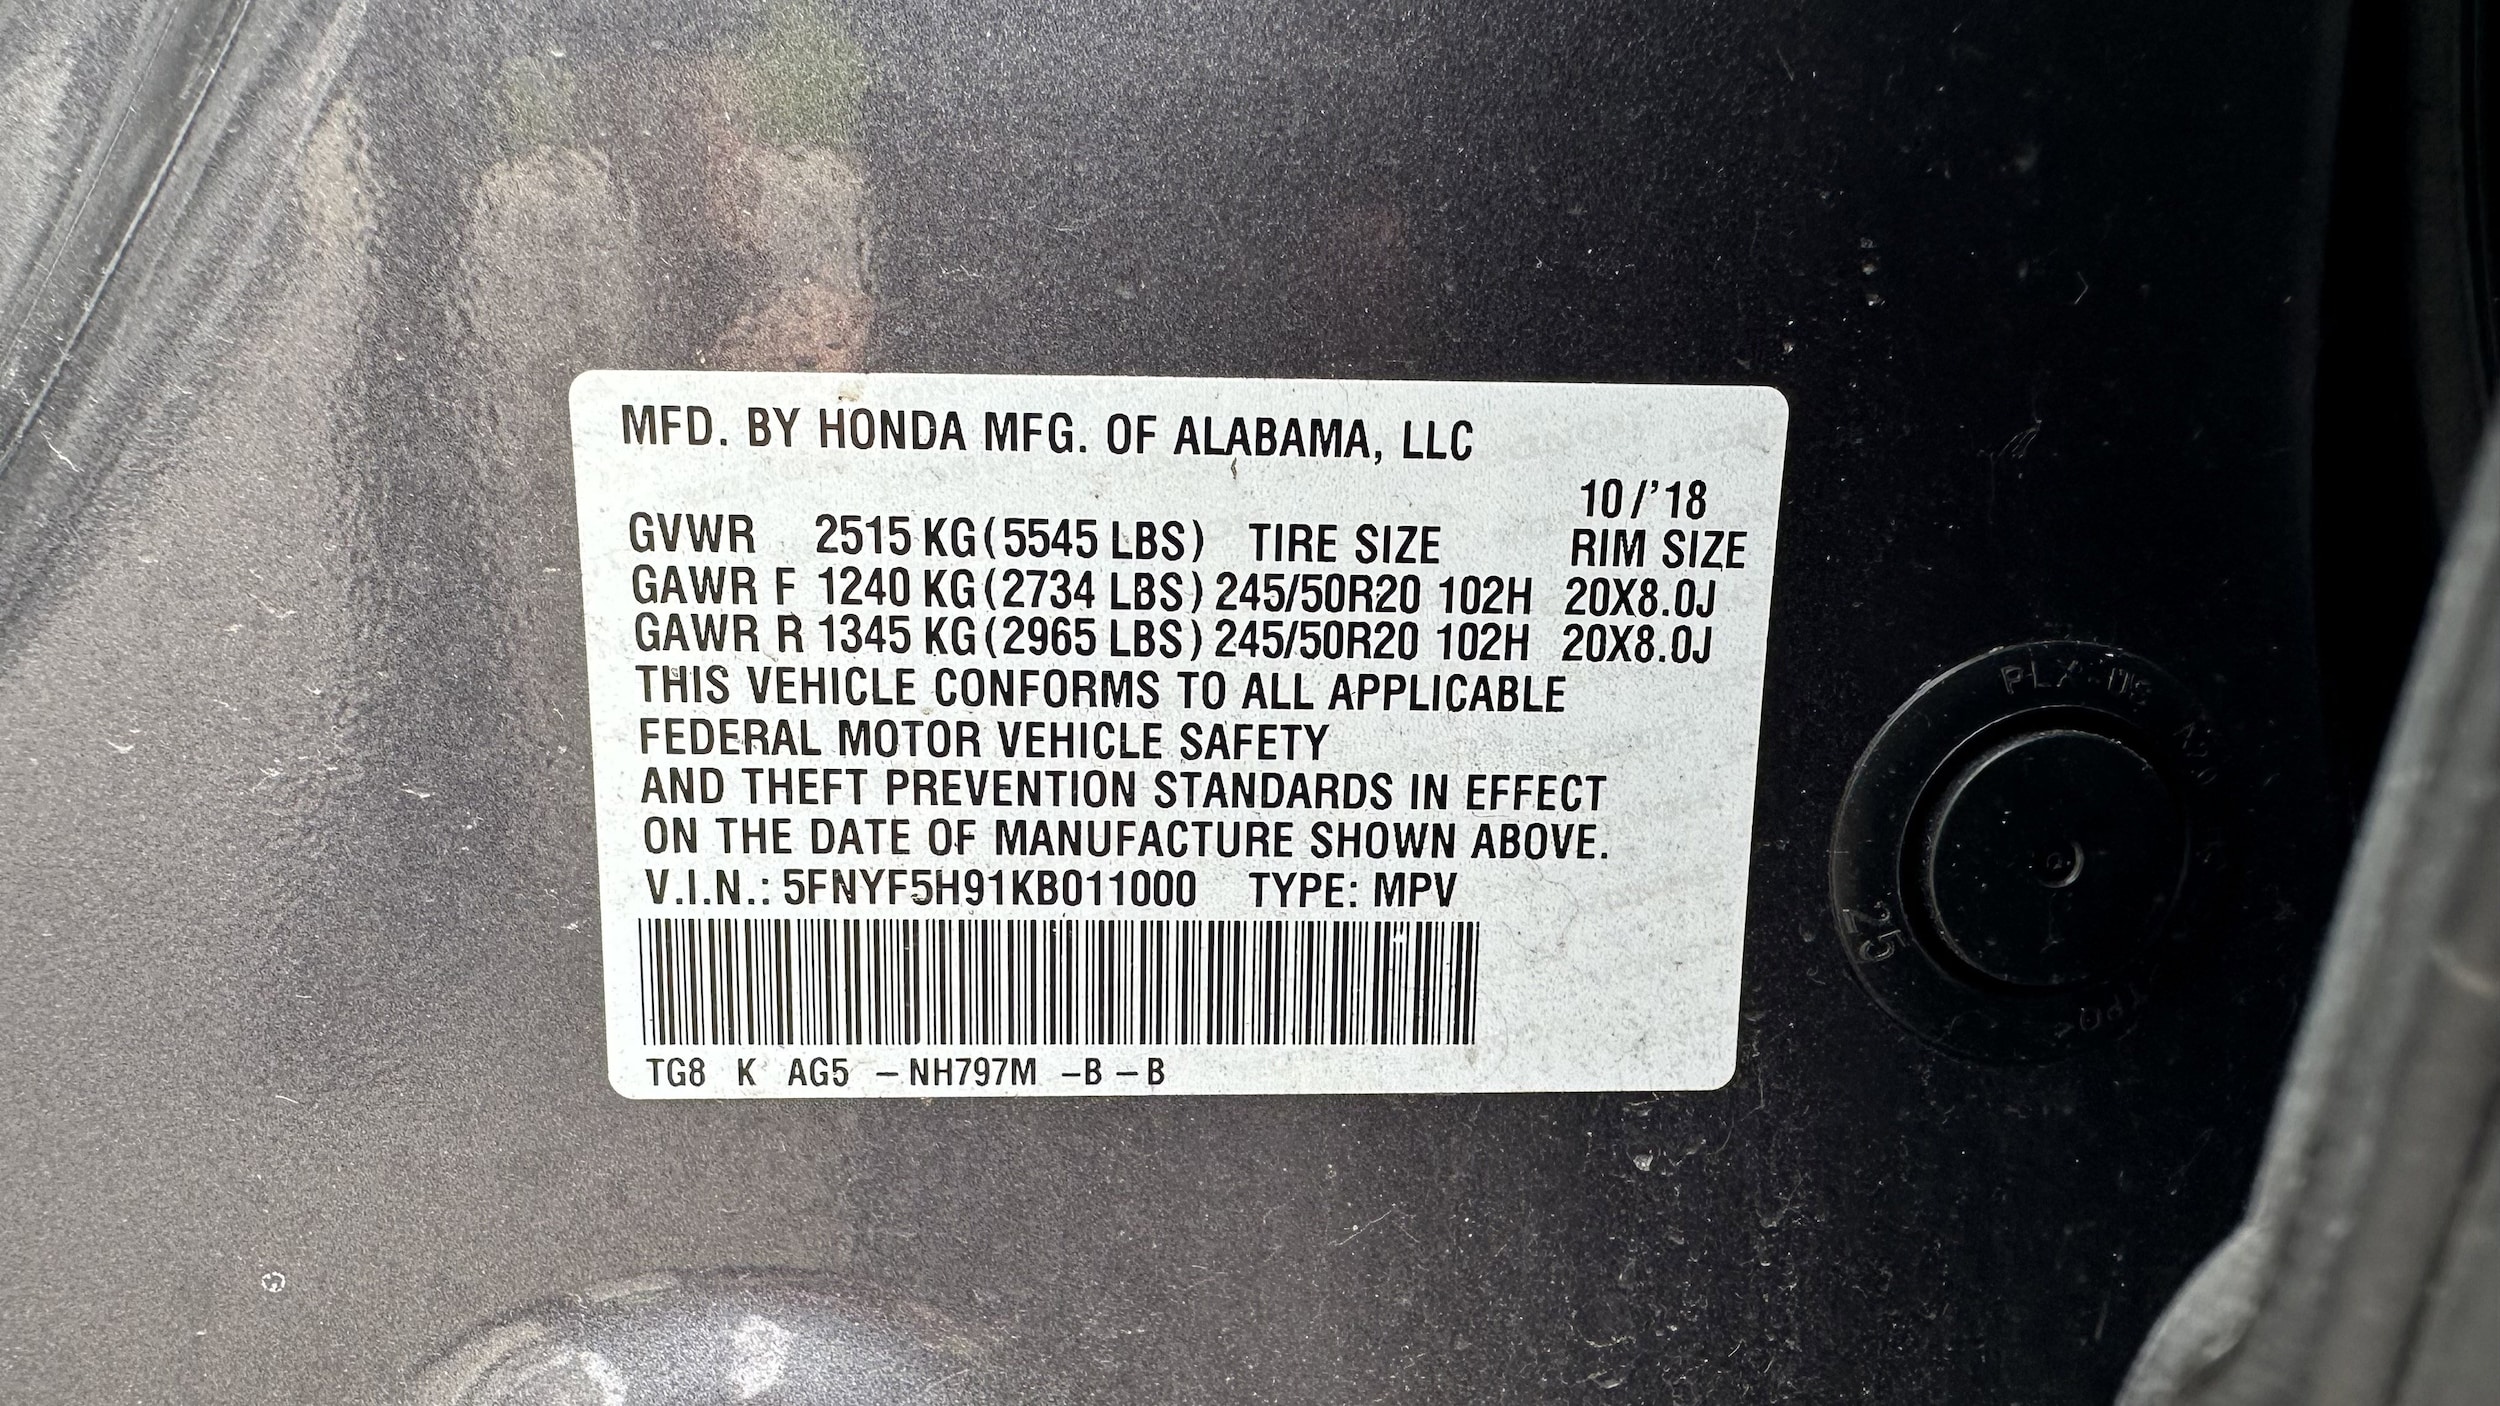 MFD. BY HONDA MFG. OF ALABAMA, LLC
10/'18
GVWR 2515 KG (5545 LBS) TIRE SIZE RIM SIZE
GAWR F 1240 KG (2734 LBS) 245/50R20 102H 20X8.0J
GAWR R 1345 KG (2965 LBS) 245/50R20 102H 20X8.0J
THIS VEHICLE CONFORMS TO ALL APPLICABLE
FEDERAL MOTOR VEHICLE SAFETY
AND THEFT PREVENTION STANDARDS IN EFFECT
ON THE DATE OF MANUFACTURE SHOWN ABOVE.
V.I.N.: 5FNYF5H91KB011000 TYPE: MPV
TG8 K AG5 – NH797M – B – B
25